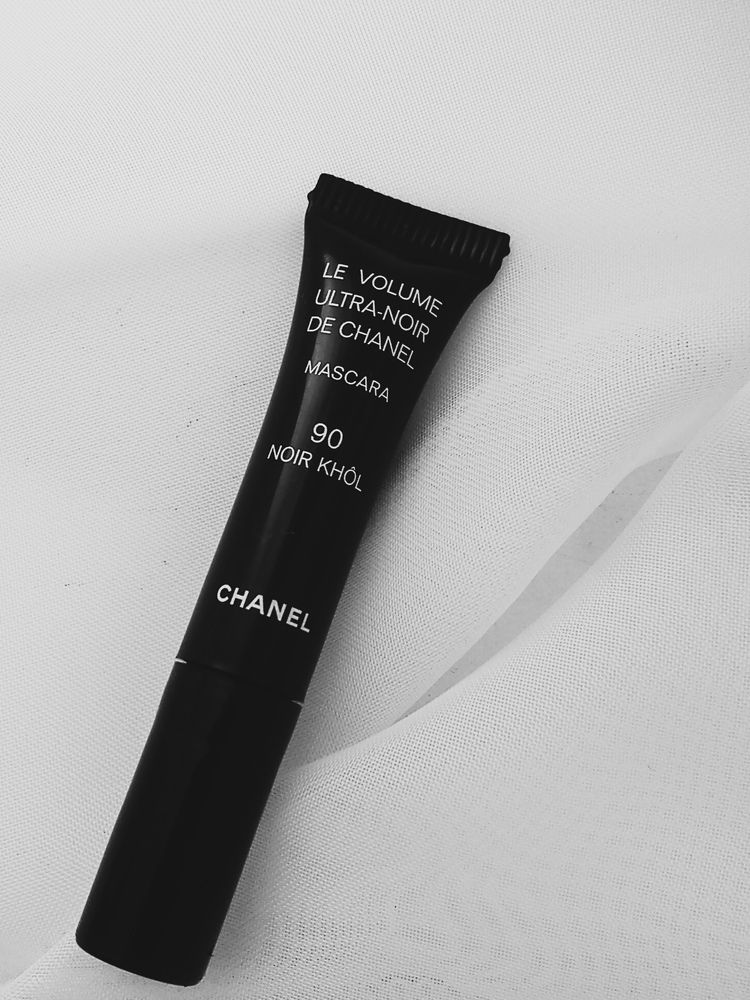 LE VOLUME
ULTRA-NOIR
DE CHANEL
MASCARA
90
NOIR KHÔL
CHANEL